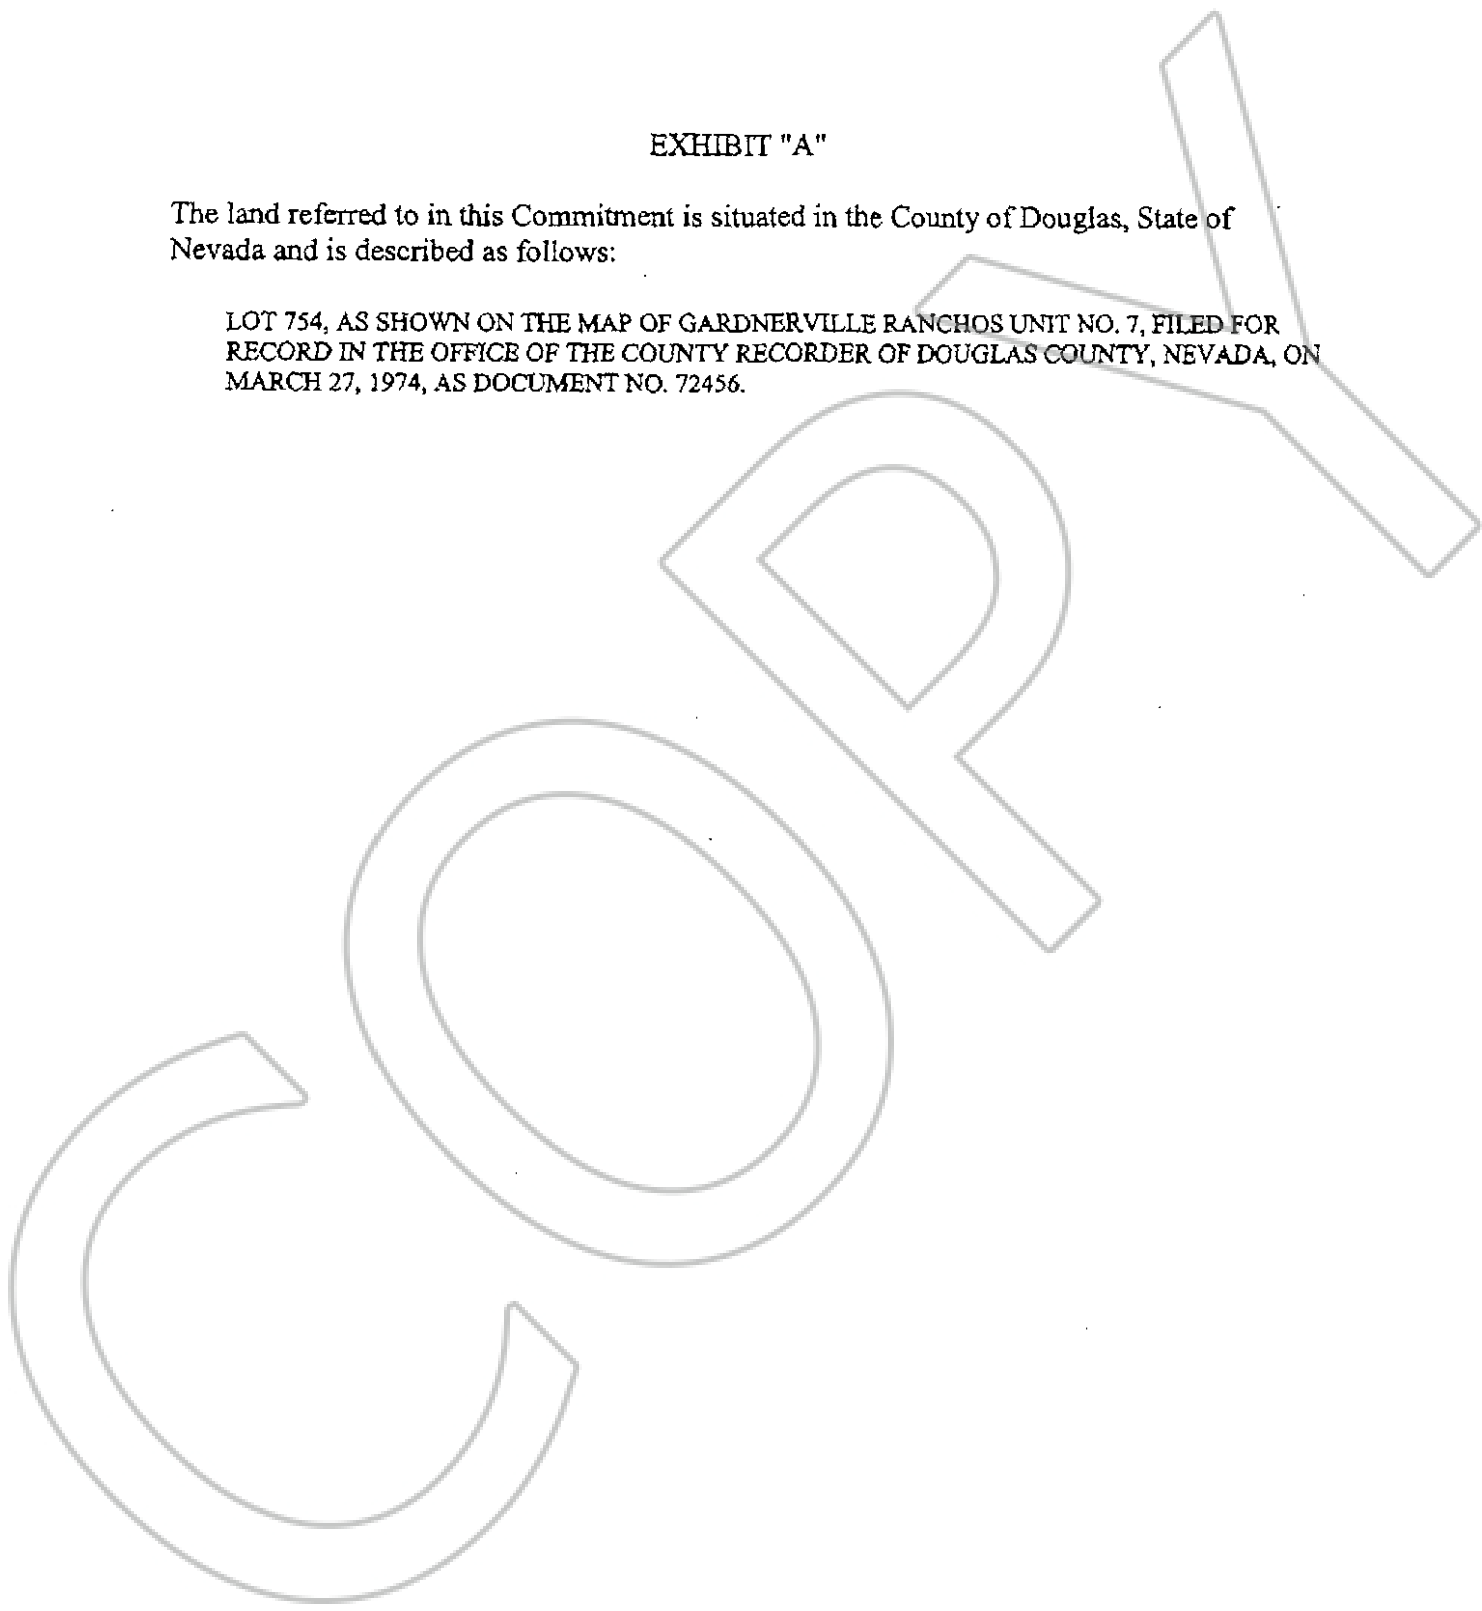 EXHIBIT "A"
The land referred to in this Commitment is situated in the County of Douglas, State of
Nevada and is described as follows:
LOT 754, AS SHOWN ON THE MAP OF GARDNERVILLE RANCHOS UNIT NO. 7, FILED FOR
RECORD IN THE OFFICE OF THE COUNTY RECORDER OF DOUGLAS COUNTY, NEVADA, ON
MARCH 27, 1974, AS DOCUMENT NO. 72456.
COPY